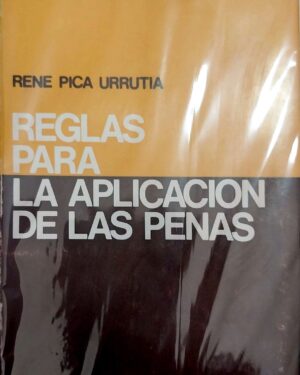 RENE PICA URRUTIA
REGLAS
PARA
LA APLICACION
DE LAS PENAS